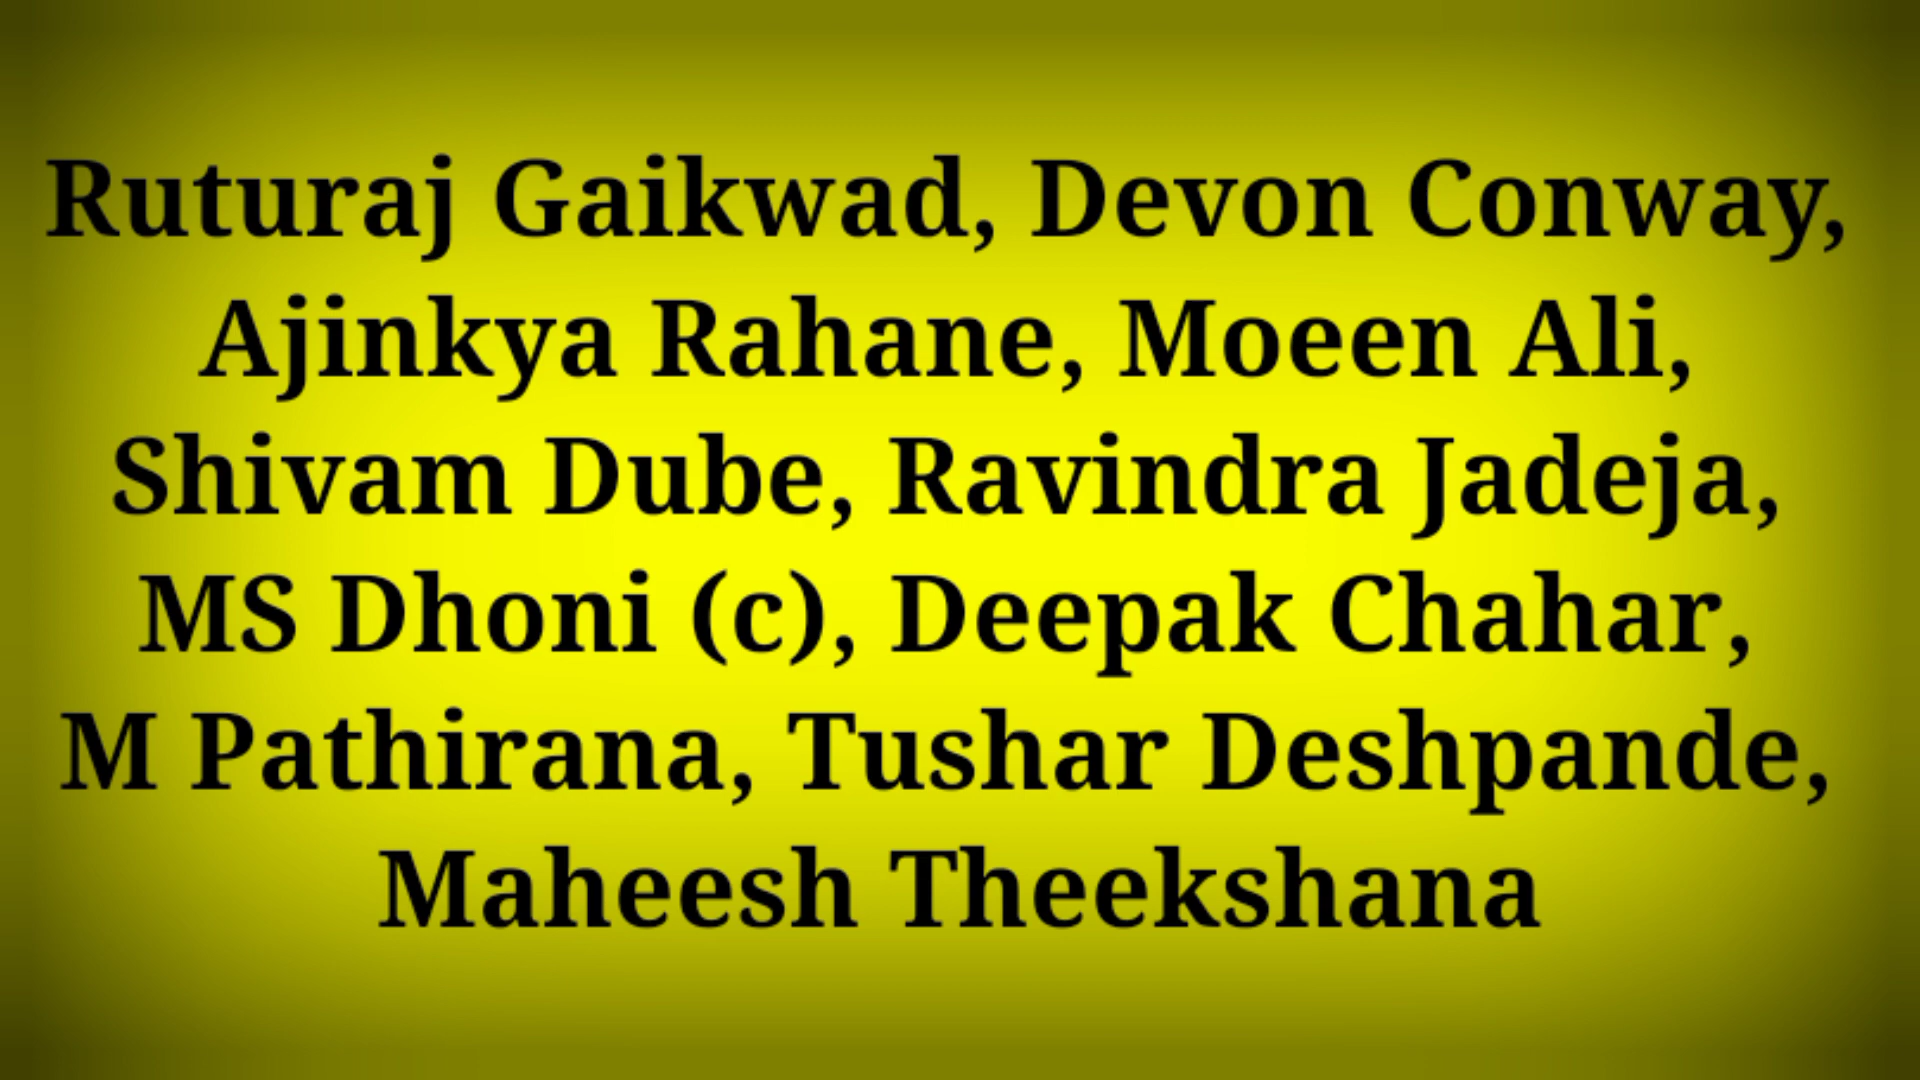 Ruturaj Gaikwad, Devon Conway,
Ajinkya Rahane, Moeen Ali,
Shivam Dube, Ravindra Jadeja,
MS Dhoni (c), Deepak Chahar,
M Pathirana, Tushar Deshpande,
Maheesh Theekshana